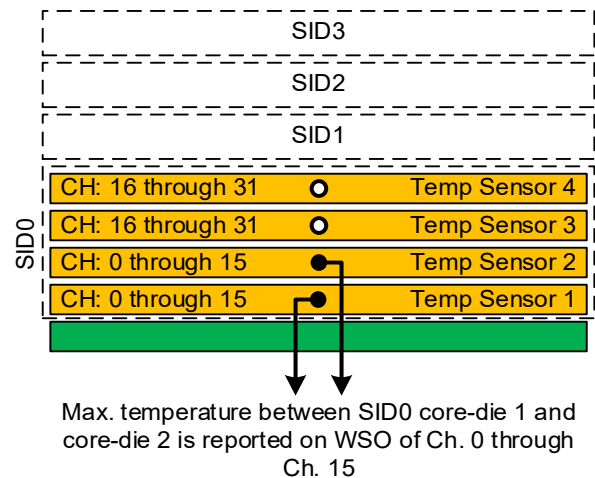 SID3
SID2
SID1
SID0
CH: 16 through 31 Temp Sensor 4
CH: 16 through 31 Temp Sensor 3
CH: 0 through 15 Temp Sensor 2
CH: 0 through 15 Temp Sensor 1
Max. temperature between SID0 core-die 1 and
core-die 2 is reported on WSO of Ch. 0 through
Ch. 15